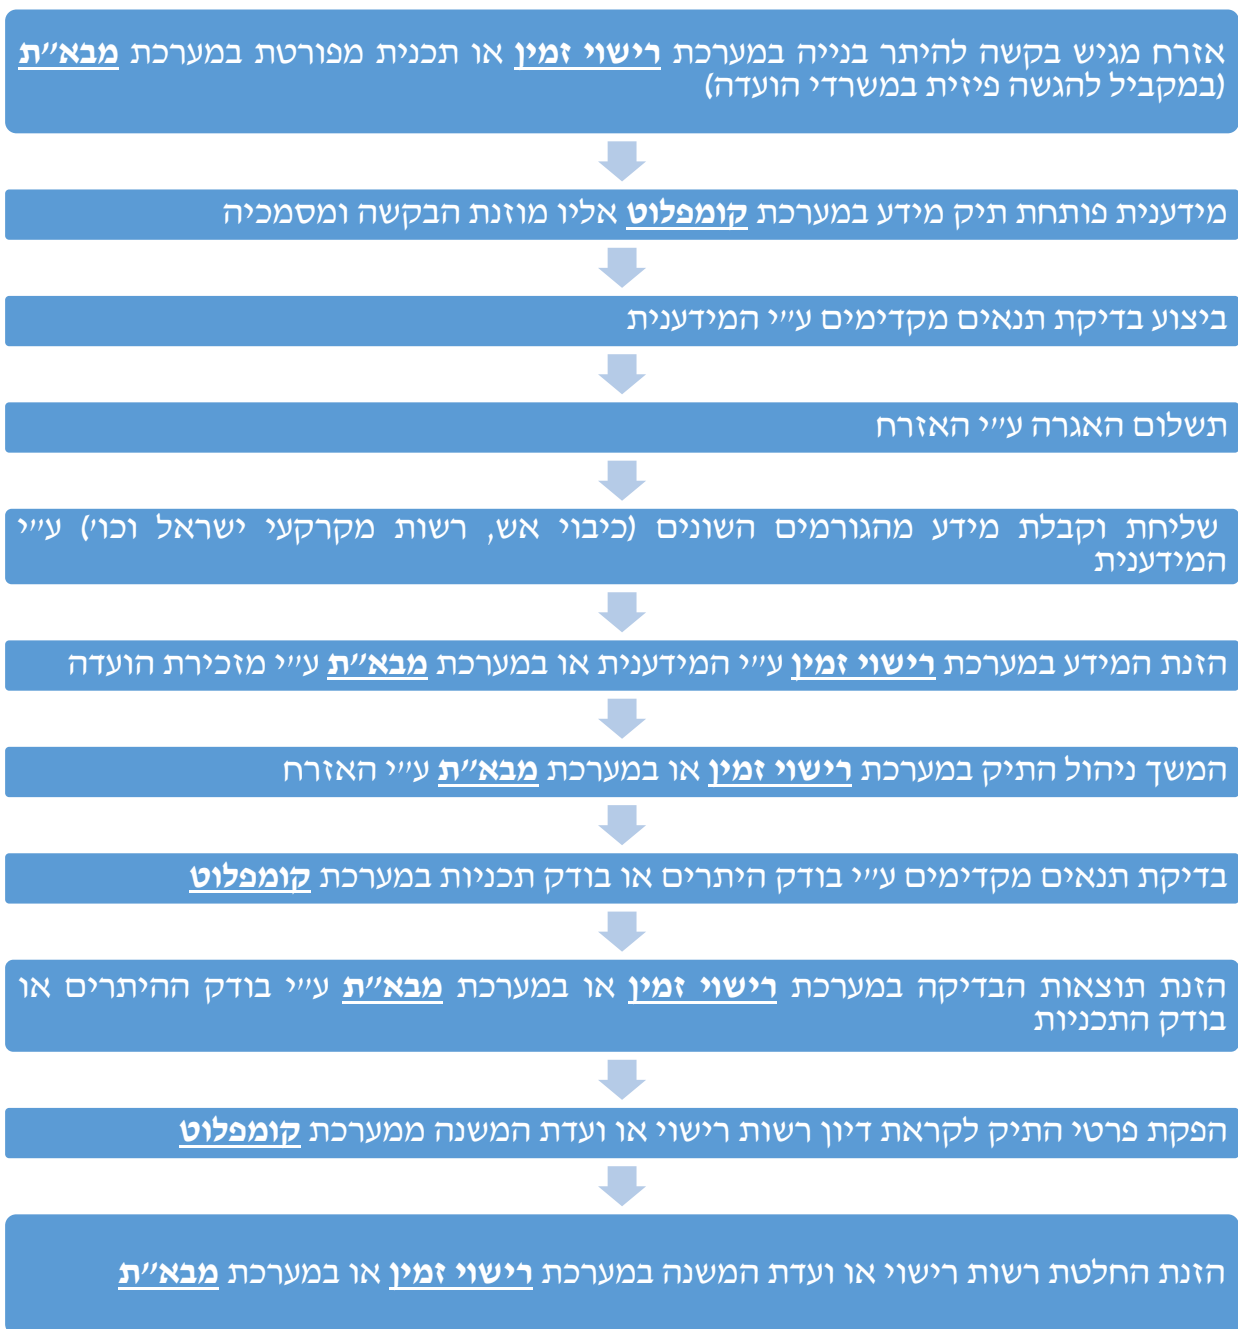 אזרח מגיש בקשה להיתר בנייה במערכת רישוי זמין או תכנית מפורטת במערכת מבא״ת
(במקביל להגשה פיזית במשרדי הועדה)
מידענית פותחת תיק מידע במערכת קומפלוט אליו מוזנת הבקשה ומסמכיה
ביצוע בדיקת תנאים מקדימים ע״י המידענית
תשלום האגרה ע״י האזרח
שליחת וקבלת מידע מהגורמים השונים (כיבוי אש, רשות מקרקעי ישראל וכו׳) ע״י
המידענית
הזנת המידע במערכת רישוי זמין ע״י המידענית או במערכת מבא״ת ע״י מזכירת הועדה
המשך ניהול התיק במערכת רישוי זמין או במערכת מבא״ת ע״י האזרח
בדיקת תנאים מקדימים ע״י בודק היתרים או בודק תכניות במערכת קומפלוט
הזנת תוצאות הבדיקה במערכת רישוי זמין או במערכת מבא״ת ע״י בודק ההיתרים או
בודק התכניות
הפקת פרטי התיק לקראת דיון רשות רישוי או ועדת המשנה ממערכת קומפלוט
הזנת החלטת רשות רישוי או ועדת המשנה במערכת רישוי זמין או במערכת מבא״ת